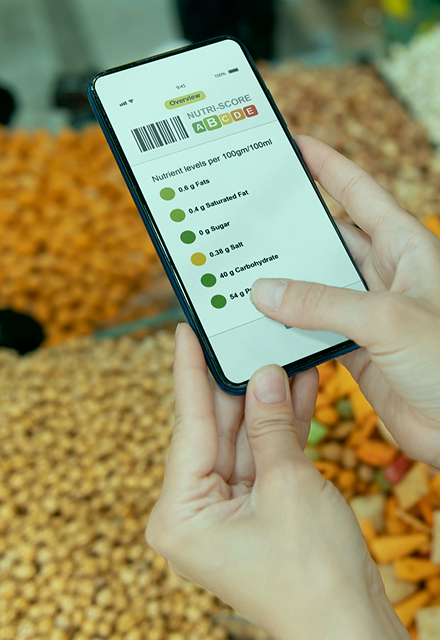 9:45
100%
Overview
NUTRI-SCORE
A B C D E
Nutrient levels per 100gm/100ml
0.6 g Fats
0.4 g Saturated Fat
0 g Sugar
0.38 g Salt
40 g Carbohydrate
54 g